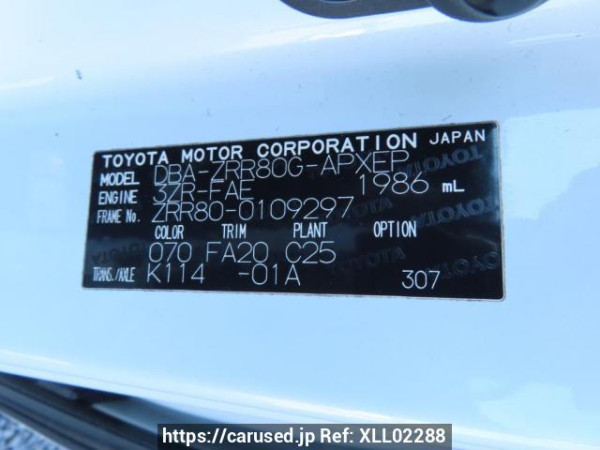 TOYOTA MOTOR CORPORATION JAPAN
MODEL DBA-ZRR80G-APXEP
ENGINE 3ZR-FAE 1986 mL
FRAME No. ZRR80-0109297
COLOR TRIM PLANT OPTION
070 FA20 C25
TRANS./AXLE K114 -01A 307
https://carused.jp Ref: XLL02288